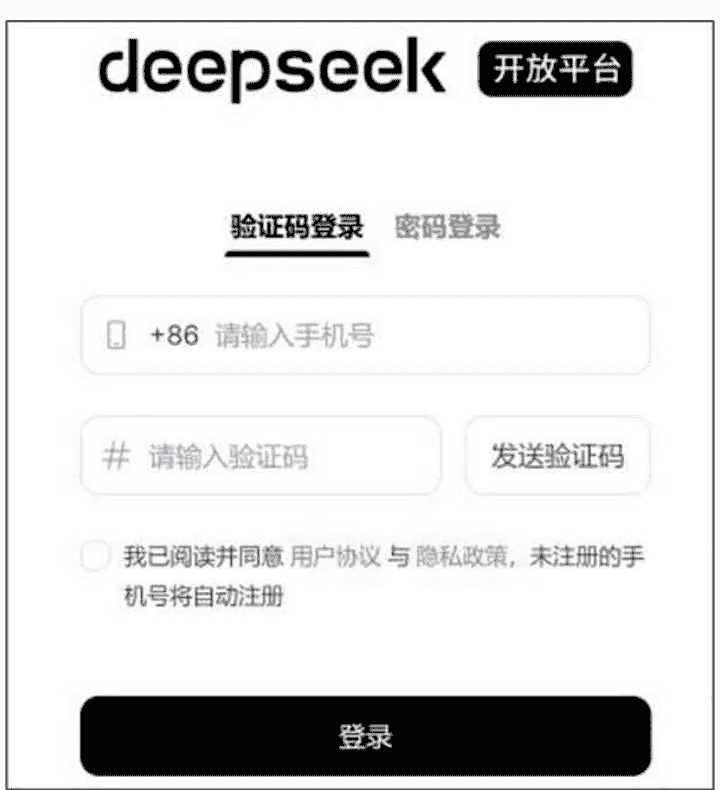 deepseek 开放平台
验证码登录 密码登录
+86 请输入手机号
# 请输入验证码 发送验证码
我已阅读并同意 用户协议 与 隐私政策，未注册的手
机号将自动注册
登录